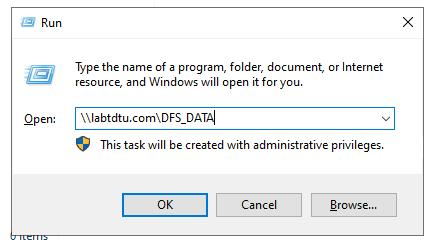 Run
Type the name of a program, folder, document, or Internet
resource, and Windows will open it for you.
Open: \\labtdtu.com\DFS_DATA
This task will be created with administrative privileges.
OK Cancel Browse...
0 items